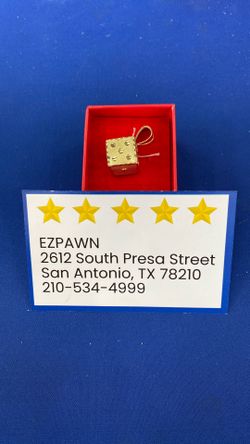 EZPAWN
2612 South Presa Street
San Antonio, TX 78210
210-534-4999